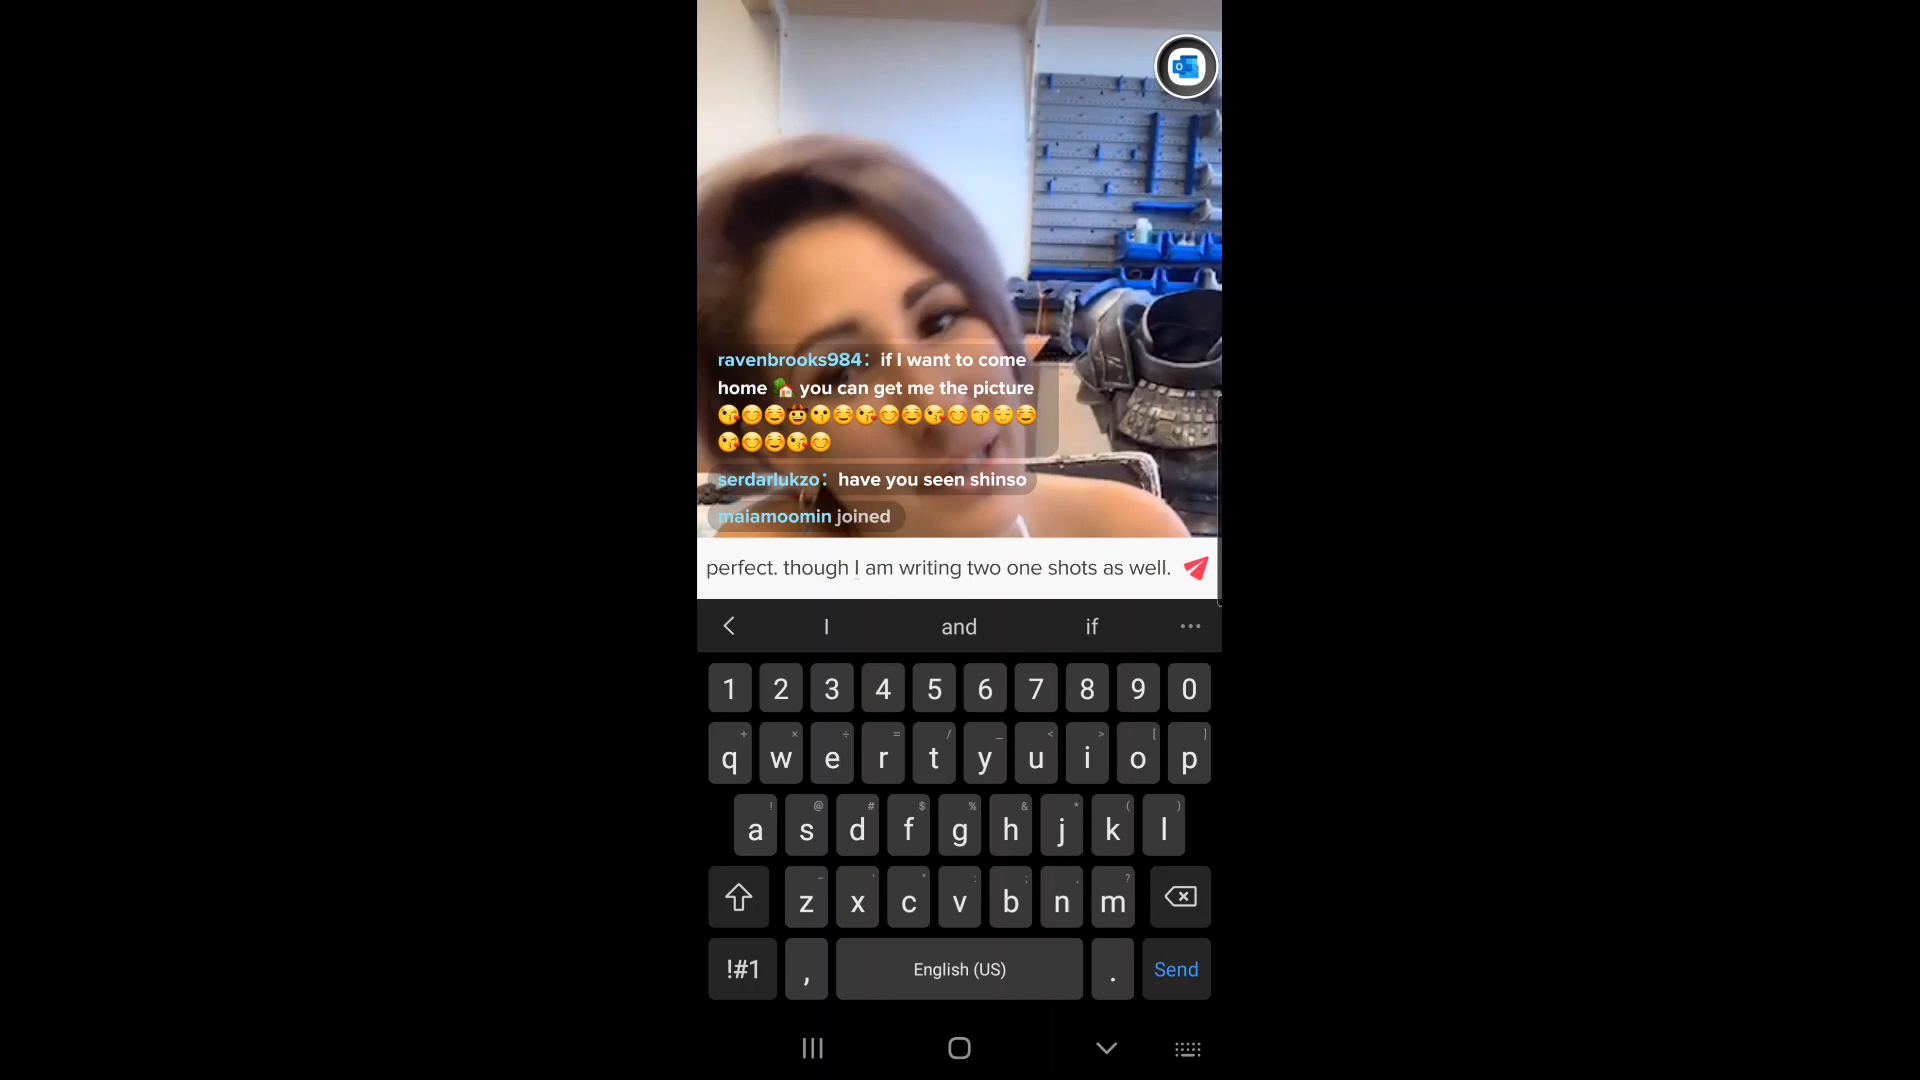 ravenbrooks984: if I want to come
home 🏡 you can get me the picture
😘😊☺️🤠😗☺️😘😊☺️😘😊😙😌☺️
😘😊☺️😘😊
serdarlukzo: have you seen shinso
maiamoomin joined
perfect. though I am writing two one shots as well.
I and if
1 2 3 4 5 6 7 8 9 0
+ × ÷ = / _ < > [ ]
q w e r t y u i o p
! @ # $ % & * ( )
a s d f g h j k l
- ' " : ; , ?
z x c v b n m
!#1 , English (US) . Send